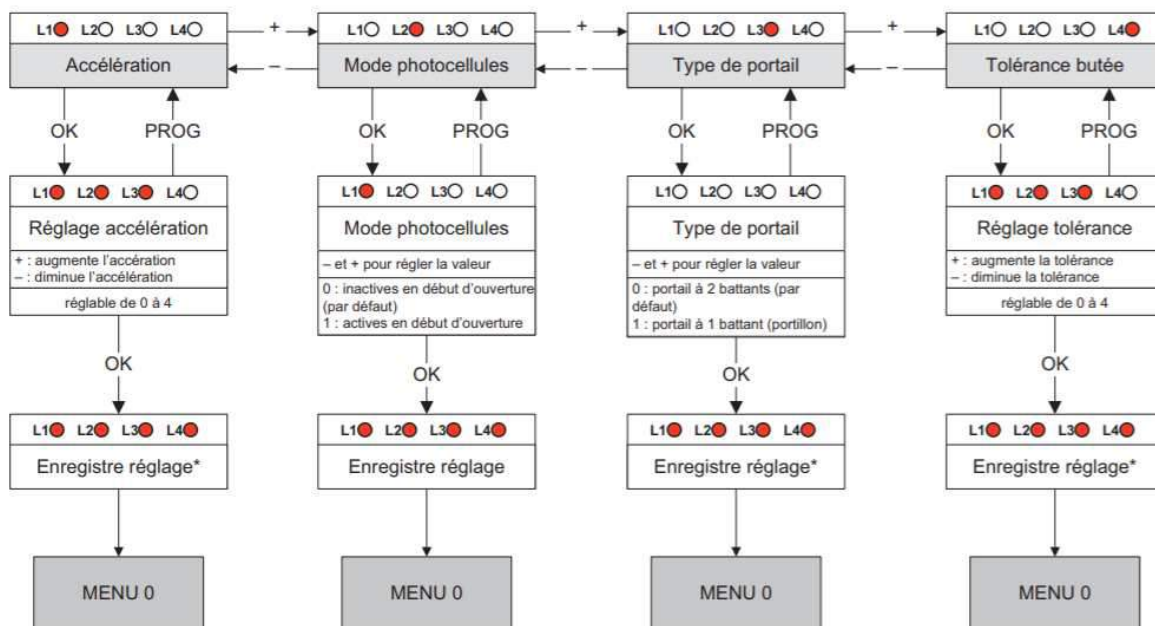 L1 L2 L3 L4 + L1 L2 L3 L4 + L1 L2 L3 L4 + L1 L2 L3 L4
Accélération – Mode photocellules – Type de portail – Tolérance butée
OK PROG OK PROG OK PROG OK PROG
L1 L2 L3 L4
Réglage accélération
+ : augmente l'accération
– : diminue l'accélération
réglable de 0 à 4
L1 L2 L3 L4
Mode photocellules
– et + pour régler la valeur
0 : inactives en début d'ouverture
(par défaut)
1 : actives en début d'ouverture
L1 L2 L3 L4
Type de portail
– et + pour régler la valeur
0 : portail à 2 battants (par
défaut)
1 : portail à 1 battant (portillon)
L1 L2 L3 L4
Réglage tolérance
+ : augmente la tolérance
– : diminue la tolérance
réglable de 0 à 4
OK OK OK OK
L1 L2 L3 L4 L1 L2 L3 L4 L1 L2 L3 L4 L1 L2 L3 L4
Enregistre réglage* Enregistre réglage Enregistre réglage* Enregistre réglage*
MENU 0 MENU 0 MENU 0 MENU 0